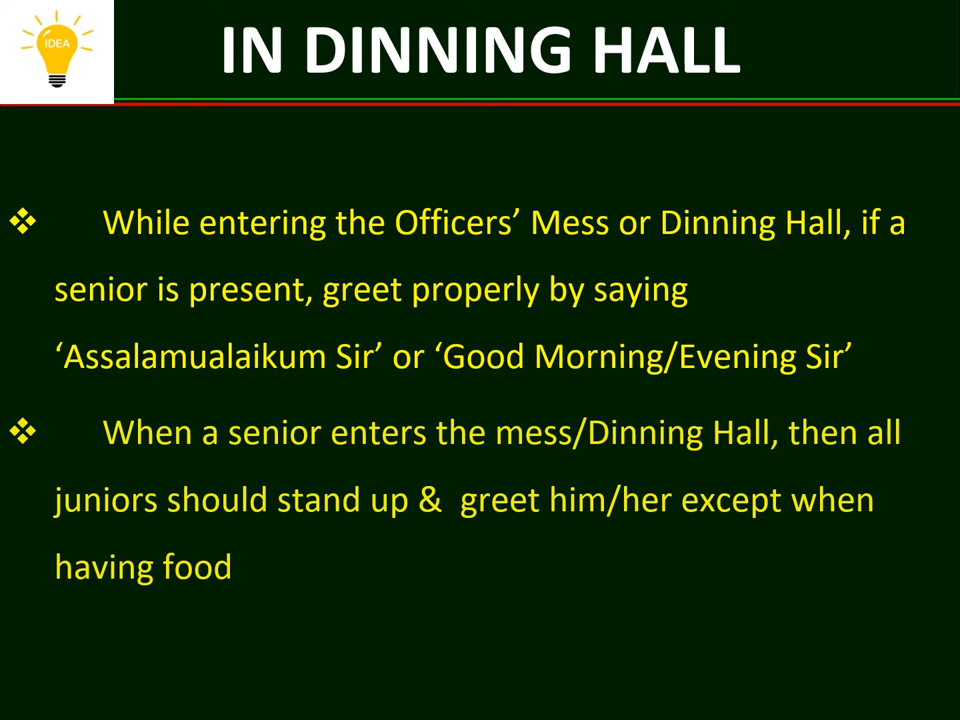 IDEA
IN DINNING HALL
❖ While entering the Officers’ Mess or Dinning Hall, if a
senior is present, greet properly by saying
‘Assalamualaikum Sir’ or ‘Good Morning/Evening Sir’
❖ When a senior enters the mess/Dinning Hall, then all
juniors should stand up &  greet him/her except when
having food